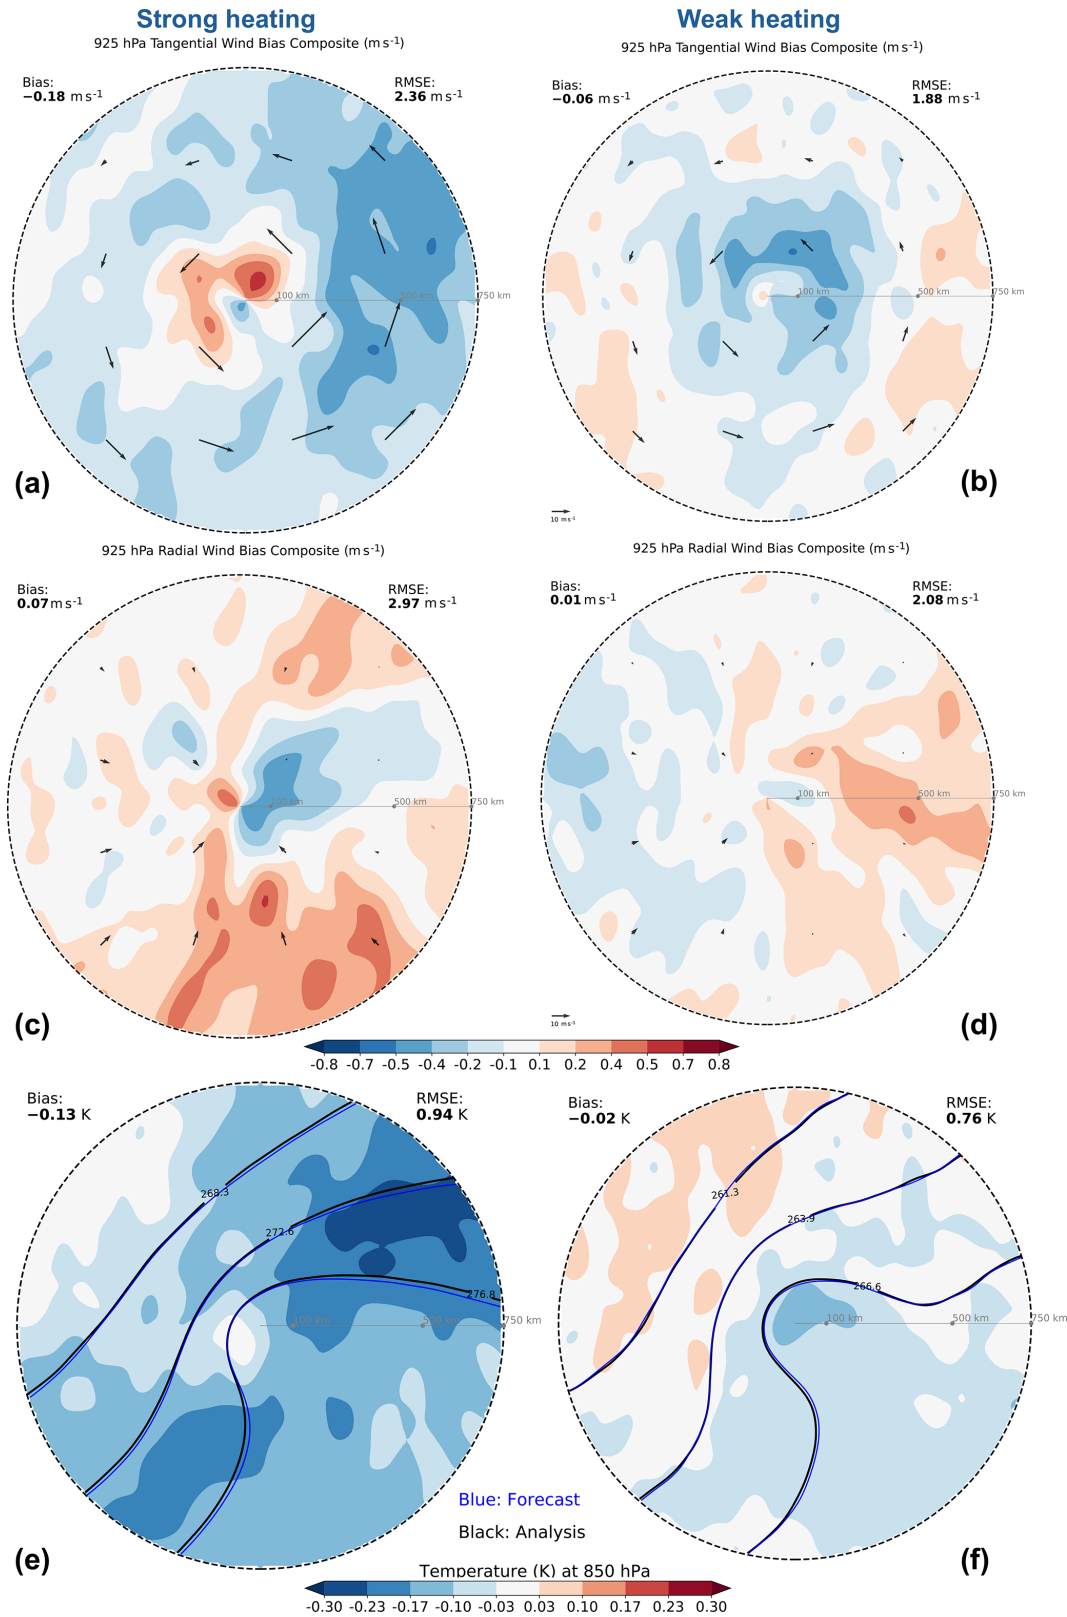 Strong heating
Weak heating
925 hPa Tangential Wind Bias Composite (m s-1)
925 hPa Tangential Wind Bias Composite (m s-1)
Bias:
−0.18 m s-1
RMSE:
2.36 m s-1
Bias:
−0.06 m s-1
RMSE:
1.88 m s-1
100 km
500 km
750 km
100 km
500 km
750 km
(a)
(b)
10 ms-1
925 hPa Radial Wind Bias Composite (m s-1)
925 hPa Radial Wind Bias Composite (m s-1)
Bias:
0.07 m s-1
RMSE:
2.97 m s-1
Bias:
0.01 m s-1
RMSE:
2.08 m s-1
100 km
500 km
750 km
100 km
500 km
750 km
(c)
(d)
10 ms-1
-0.8 -0.7 -0.5 -0.4 -0.2 -0.1 0.1 0.2 0.4 0.5 0.7 0.8
Bias:
−0.13 K
RMSE:
0.94 K
Bias:
−0.02 K
RMSE:
0.76 K
268.3
272.6
276.8
100 km
500 km
750 km
261.3
263.9
266.6
100 km
500 km
750 km
Blue: Forecast
Black: Analysis
(e)
(f)
Temperature (K) at 850 hPa
-0.30 -0.23 -0.17 -0.10 -0.03 0.03 0.10 0.17 0.23 0.30